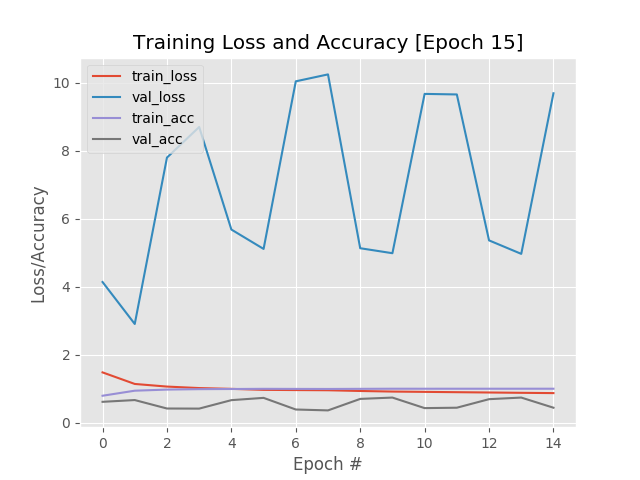 Training Loss and Accuracy [Epoch 15]
train_loss
val_loss
train_acc
val_acc
10
8
6
4
2
0
Loss/Accuracy
0 2 4 6 8 10 12 14
Epoch #